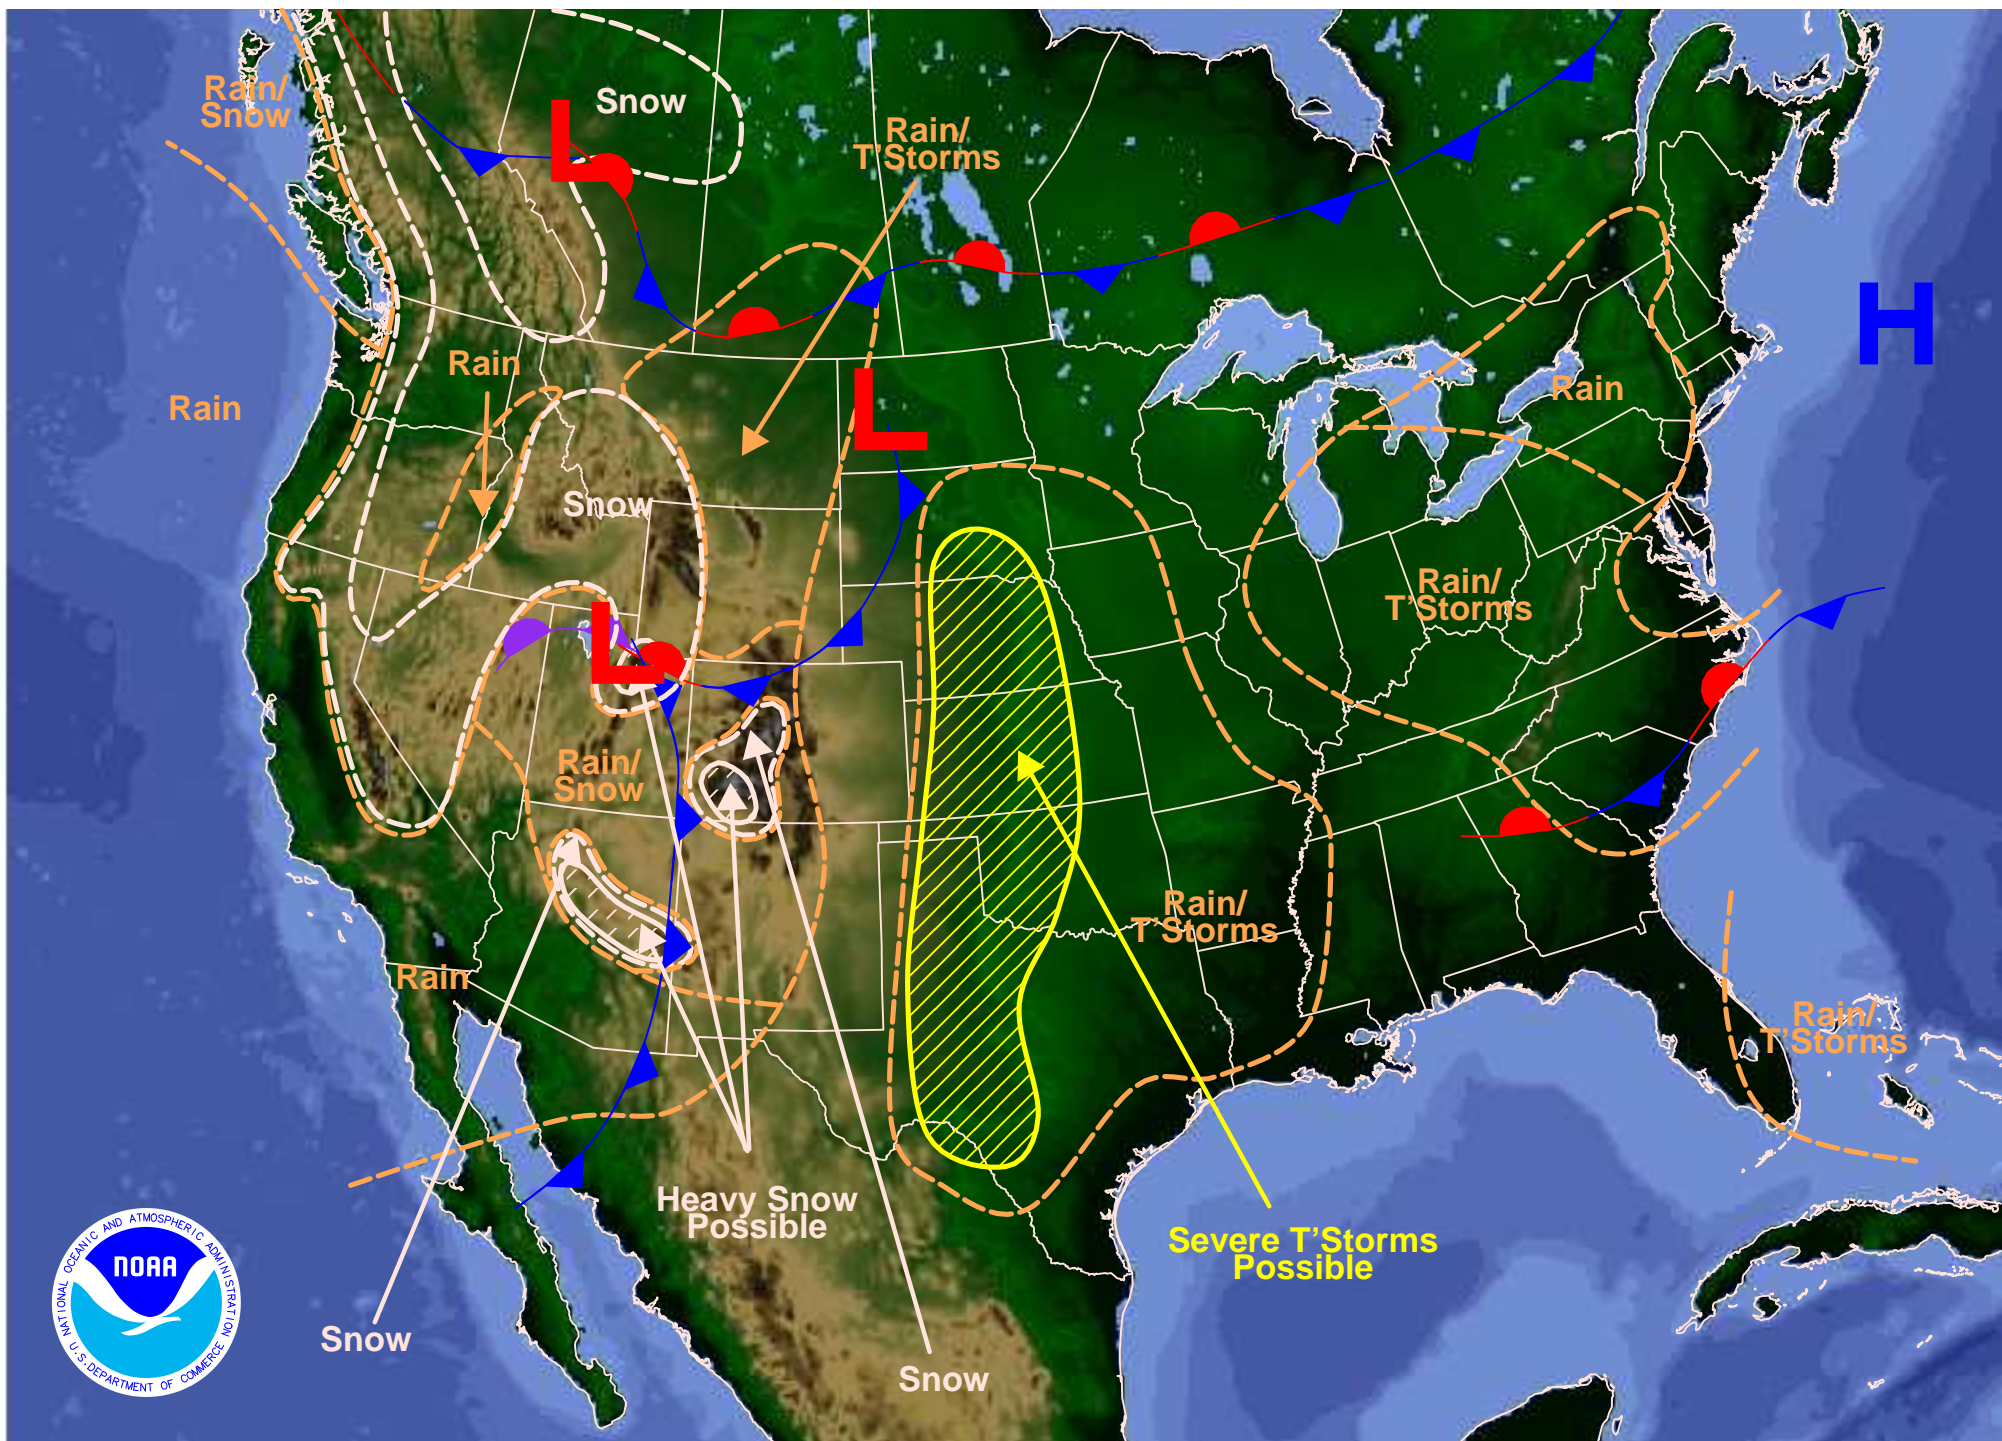 Rain/
Snow
Snow
Rain/
T'Storms
L
H
Rain
Rain
Rain
L
Snow
Rain/
T'Storms
L
Rain/
Snow
Rain/
T'Storms
Rain
Rain/
T'Storms
Heavy Snow
Possible
Severe T'Storms
Possible
Snow
Snow
NATIONAL OCEANIC AND ATMOSPHERIC ADMINISTRATION
NOAA
U.S. DEPARTMENT OF COMMERCE